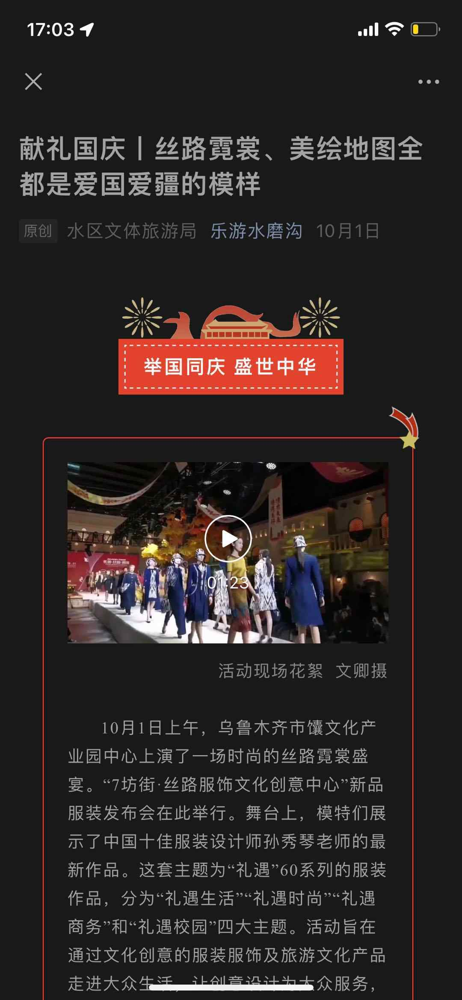 17:03
献礼国庆丨丝路霓裳、美绘地图全
都是爱国爱疆的模样
原创 水区文体旅游局 乐游水磨沟 10月1日
举国同庆 盛世中华
01:23
活动现场花絮 文卿摄
10月1日上午，乌鲁木齐市馕文化产
业园中心上演了一场时尚的丝路霓裳盛
宴。“7坊街·丝路服饰文化创意中心”新品
服装发布会在此举行。舞台上，模特们展
示了中国十佳服装设计师孙秀琴老师的最
新作品。这套主题为“礼遇”60系列的服装
作品，分为“礼遇生活”“礼遇时尚”“礼遇
商务”和“礼遇校园”四大主题。活动旨在
通过文化创意的服装服饰及旅游文化产品
走进大众生活，让创意设计为大众服务，